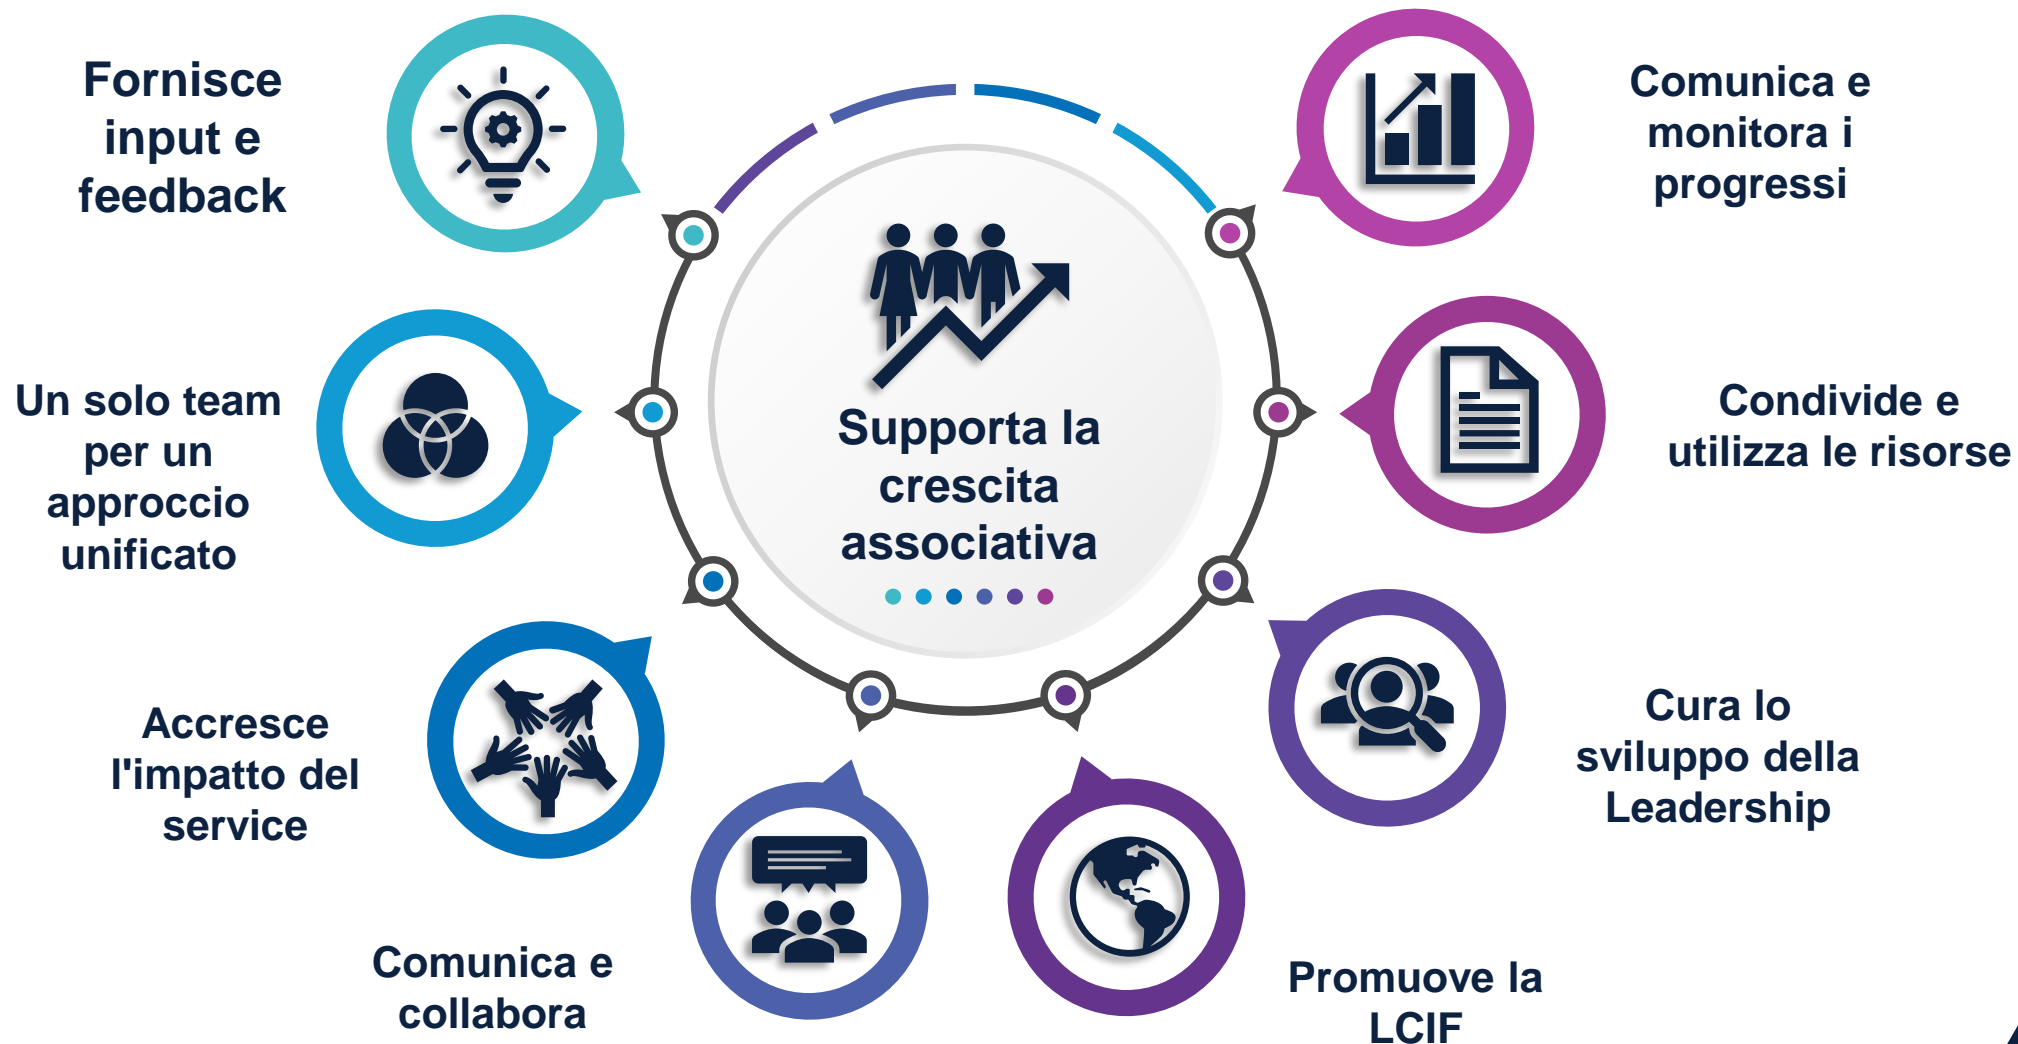 Fornisce
input e
feedback
Comunica e
monitora i
progressi
Un solo team
per un
approccio
unificato
Supporta la
crescita
associativa
Condivide e
utilizza le risorse
Accresce
l'impatto del
service
Cura lo
sviluppo della
Leadership
Comunica e
collabora
Promuove la
LCIF